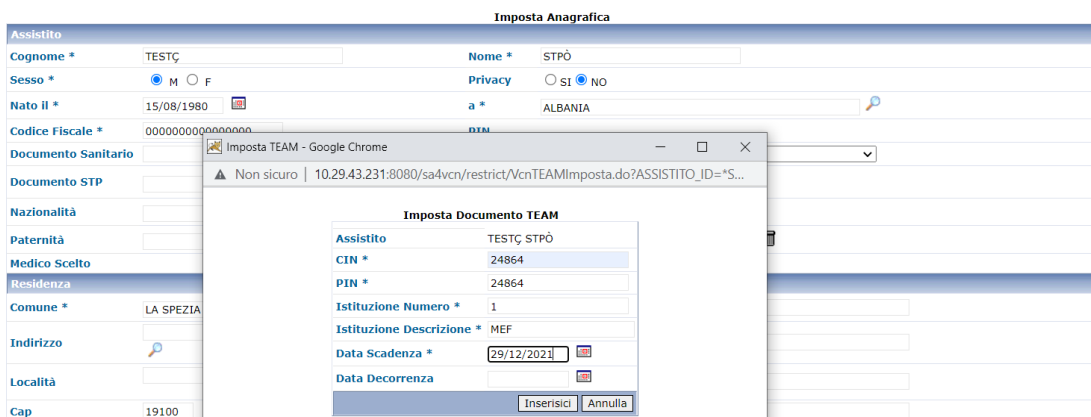 Imposta Anagrafica
Assistito
Cognome * TESTÇ Nome * STPÒ
Sesso * M F Privacy SI NO
Nato il * 15/08/1980 a * ALBANIA
Codice Fiscale * 0000000000000000 PIN
Documento Sanitario
Documento STP
Nazionalità
Paternità
Medico Scelto
Residenza
Comune * LA SPEZIA
Indirizzo
Località
Cap 19100
Imposta TEAM - Google Chrome
Non sicuro | 10.29.43.231:8080/sa4vcn/restrict/VcnTEAMImposta.do?ASSISTITO_ID=*S...
Imposta Documento TEAM
Assistito TESTÇ STPÒ
CIN * 24864
PIN * 24864
Istituzione Numero * 1
Istituzione Descrizione * MEF
Data Scadenza * 29/12/2021
Data Decorrenza
Inserisici Annulla